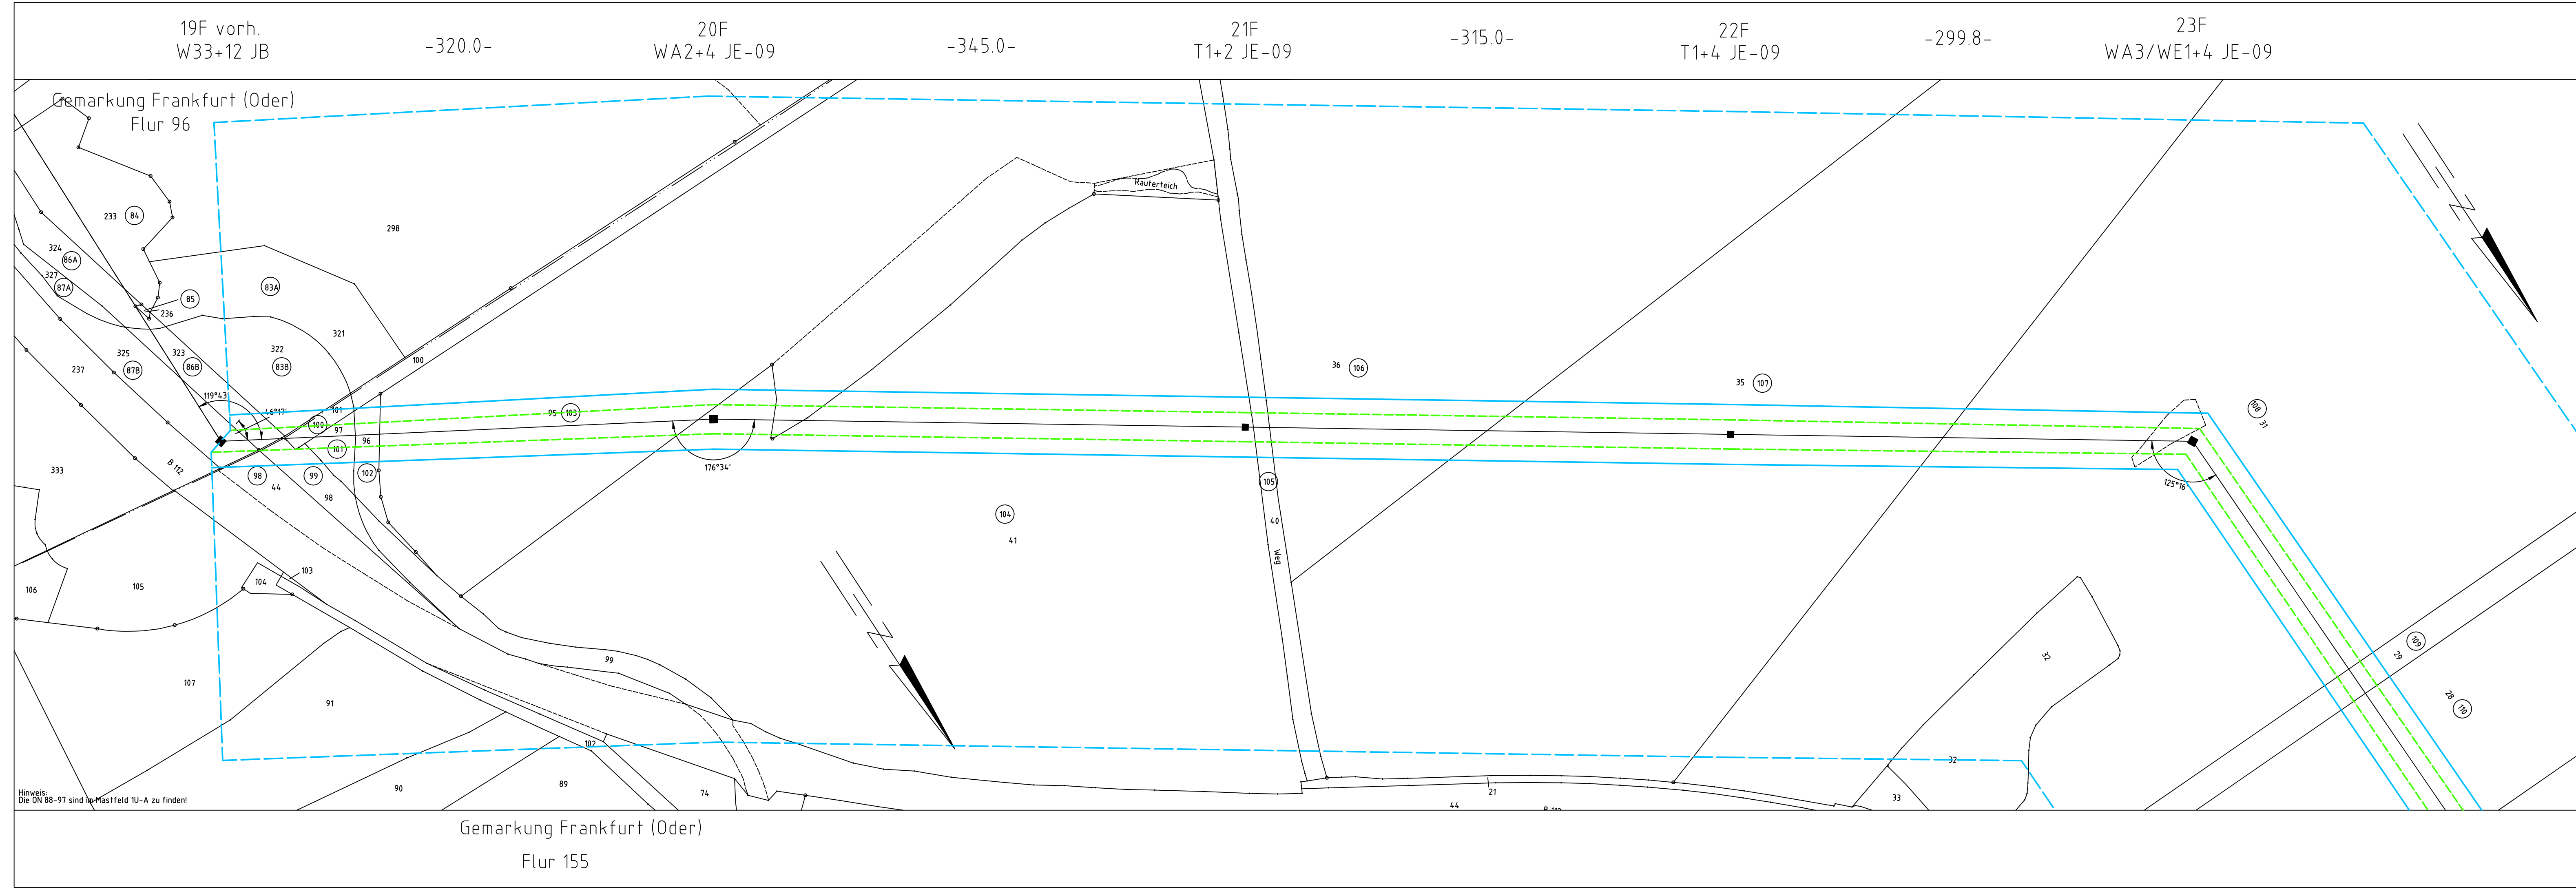 19F vorh.
W33+12 JB
-320.0-
20F
WA2+4 JE-09
-345.0-
21F
T1+2 JE-09
-315.0-
22F
T1+4 JE-09
-299.8-
23F
WA3/WE1+4 JE-09
Gemarkung Frankfurt (Oder)
Flur 96
Rauterteich
233
84
298
324
86A
327
87A
83A
85
236
321
325
323
322
87B
86B
83B
237
100
36
106
35
107
108
31
119°43'
46°17'
101
95
103
100
97
96
101
333
B 112
98
44
99
98
102
176°34'
105
125°16'
104
41
40
Weg
106
105
104
103
99
107
91
102
90
89
74
32
32
33
21
44
109
29
28
110
Hinweis:
Die ON 88-97 sind im Mastfeld 1U-A zu finden!
Gemarkung Frankfurt (Oder)
Flur 155